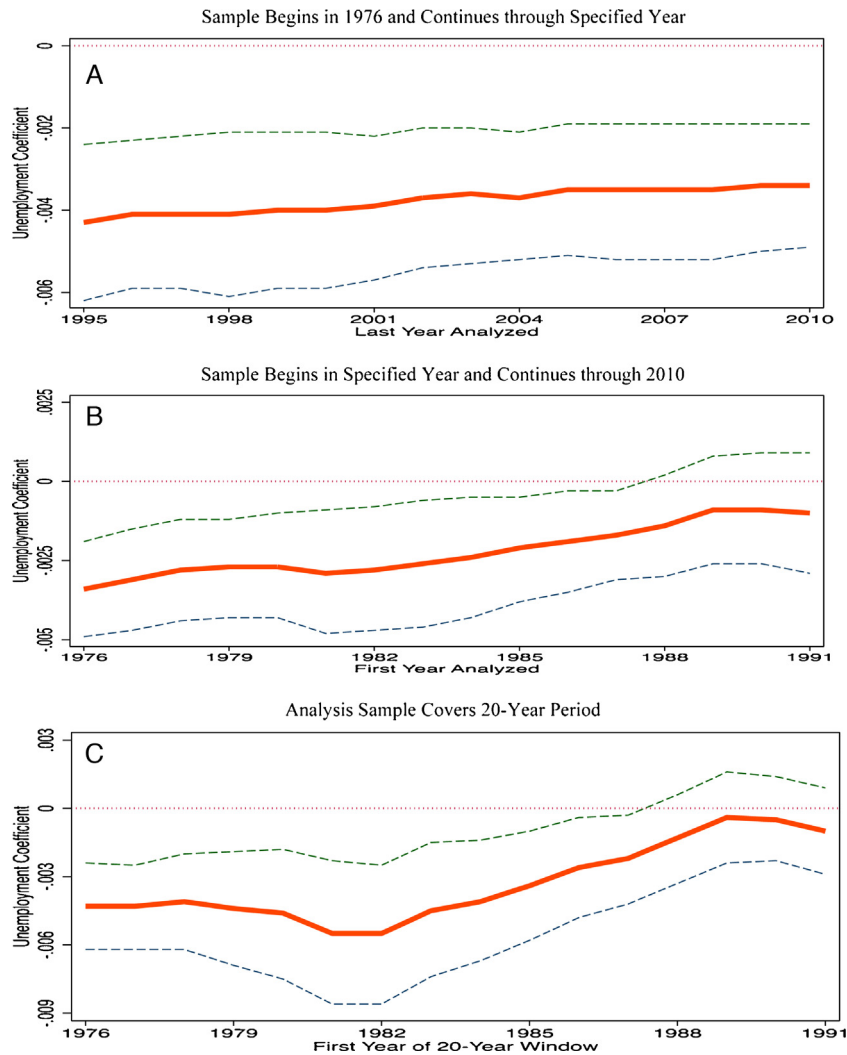 Sample Begins in 1976 and Continues through Specified Year
A
Unemployment Coefficient
0
-.002
-.004
-.006
1995 1998 2001 2004 2007 2010
Last Year Analyzed
Sample Begins in Specified Year and Continues through 2010
B
Unemployment Coefficient
.0025
0
-.0025
-.005
1976 1979 1982 1985 1988 1991
First Year Analyzed
Analysis Sample Covers 20-Year Period
C
Unemployment Coefficient
.003
0
-.003
-.006
-.009
1976 1979 1982 1985 1988 1991
First Year of 20-Year Window